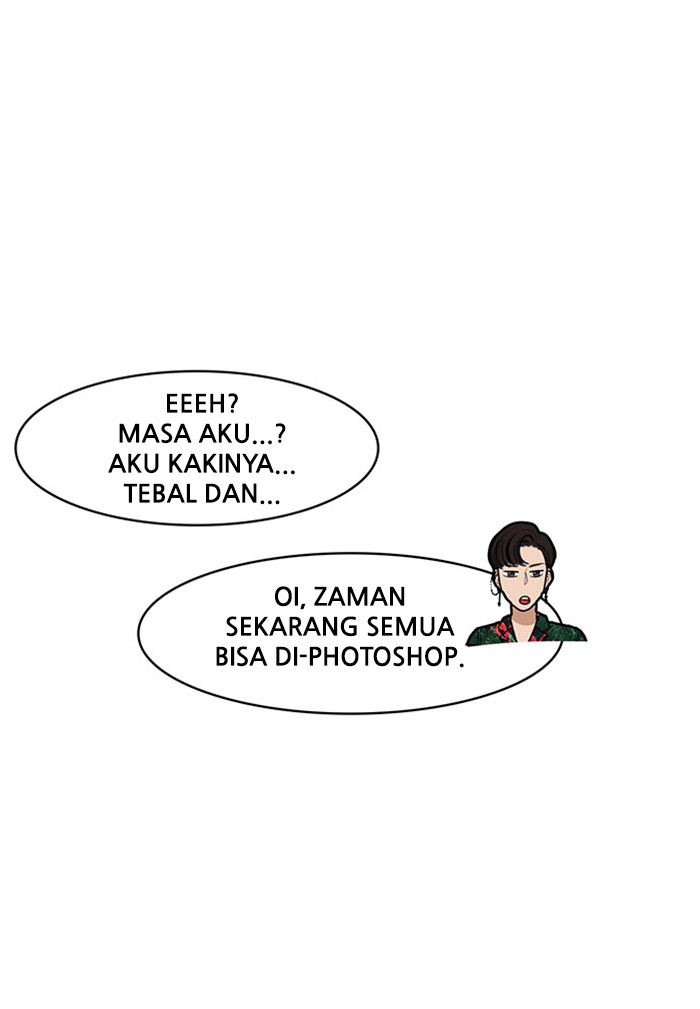 EEEH?
MASA AKU...?
AKU KAKINYA...
TEBAL DAN...
OI, ZAMAN
SEKARANG SEMUA
BISA DI-PHOTOSHOP.